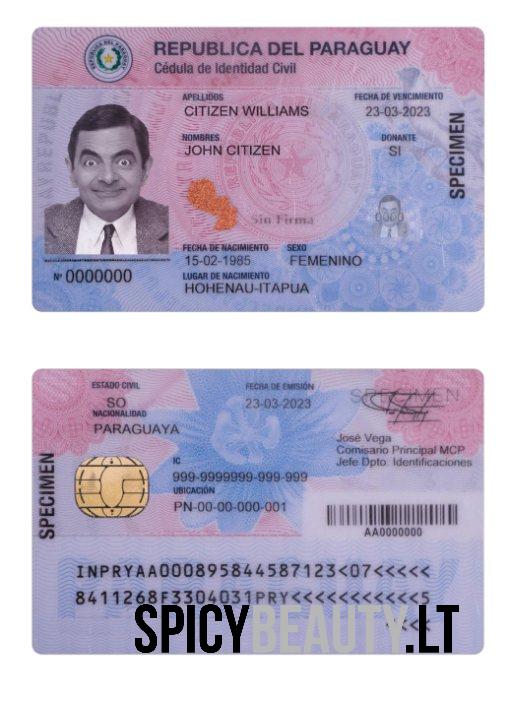 REPUBLICA DEL PARAGUAY
Cédula de Identidad Civil
APELLIDOS
CITIZEN WILLIAMS
FECHA DE VENCIMIENTO
23-03-2023
NOMBRES
JOHN CITIZEN
DONANTE
SI
SPECIMEN
Sin Firma
FECHA DE NACIMIENTO
15-02-1985
SEXO
FEMENINO
LUGAR DE NACIMIENTO
HOHENAU-ITAPUA
Nº 0000000
ESTADO CIVIL
SO
FECHA DE EMISIÓN
23-03-2023
NACIONALIDAD
PARAGUAYA
SPECIMEN
José Vega
Comisario Principal MCP
Jefe Dpto. Identificaciones
IC
999-9999999-999-999
UBICACIÓN
PN-00-00-000-001
AA0000000
SPECIMEN
INPRYAA000895844587123<07<<<<<
8411268F3304031PRY<<<<<<<<<<<5
<<<<
SPICYBEAUTY.LT